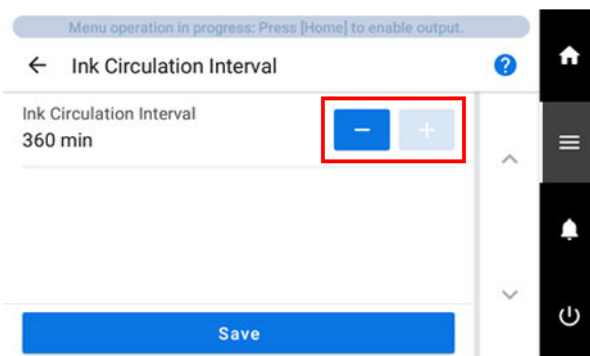 Menu operation in progress: Press [Home] to enable output.
Ink Circulation Interval
?
Ink Circulation Interval
360 min
− +
Save